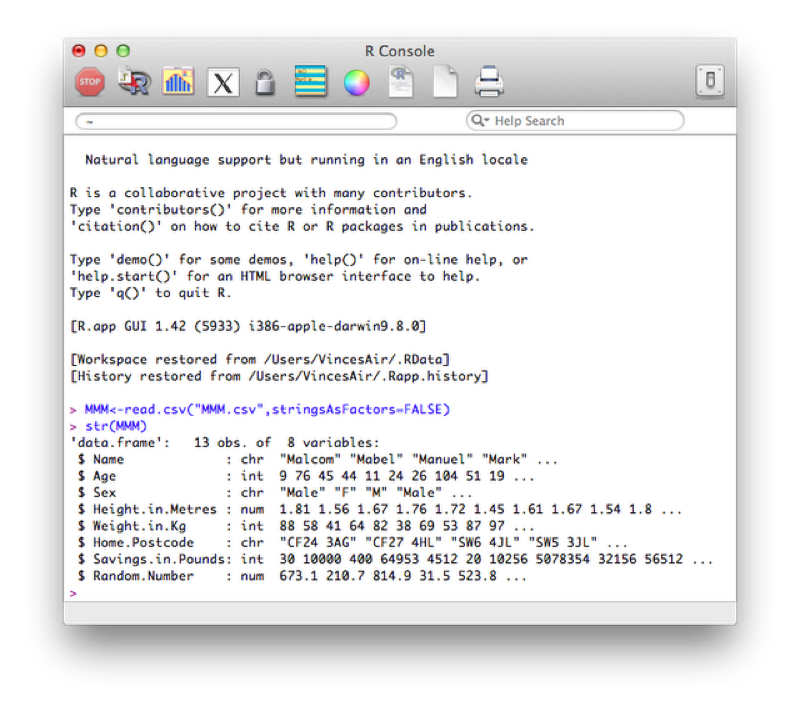 R Console
STOP
R
X
R
~
Help Search
Natural language support but running in an English locale
R is a collaborative project with many contributors.
Type 'contributors()' for more information and
'citation()' on how to cite R or R packages in publications.
Type 'demo()' for some demos, 'help()' for on-line help, or
'help.start()' for an HTML browser interface to help.
Type 'q()' to quit R.
[R.app GUI 1.42 (5933) i386-apple-darwin9.8.0]
[Workspace restored from /Users/VincesAir/.RData]
[History restored from /Users/VincesAir/.Rapp.history]
> MMM<-read.csv("MMM.csv",stringsAsFactors=FALSE)
> str(MMM)
'data.frame':   13 obs. of  8 variables:
 $ Name             : chr  "Malcom" "Mabel" "Manuel" "Mark" ...
 $ Age              : int  9 76 45 44 11 24 26 104 51 19 ...
 $ Sex              : chr  "Male" "F" "M" "Male" ...
 $ Height.in.Metres : num  1.81 1.56 1.67 1.76 1.72 1.45 1.61 1.67 1.54 1.8 ...
 $ Weight.in.Kg     : int  88 58 41 64 82 38 69 53 87 97 ...
 $ Home.Postcode    : chr  "CF24 3AG" "CF27 4HL" "SW6 4JL" "SW5 3JL" ...
 $ Savings.in.Pounds: int  30 10000 400 64953 4512 20 10256 5078354 32156 56512 ...
 $ Random.Number    : num  673.1 210.7 814.9 31.5 523.8 ...
>